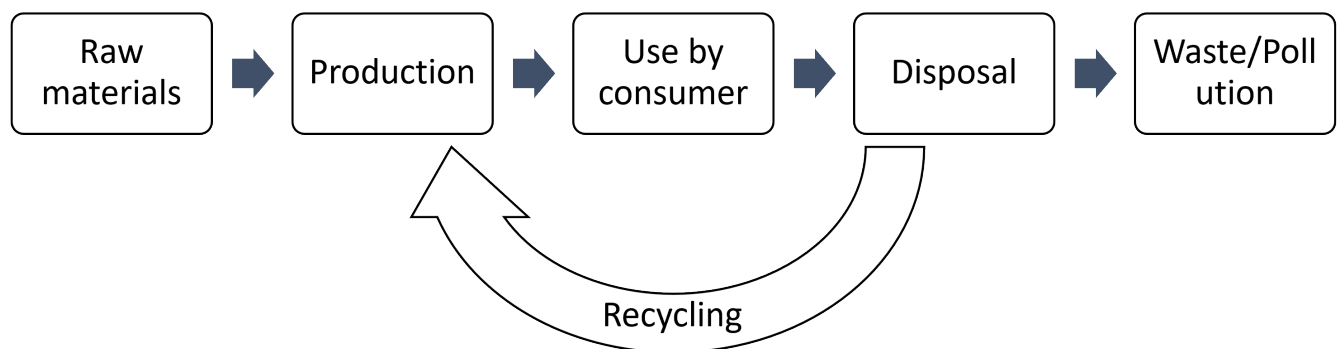 Raw
materials
Production
Use by
consumer
Disposal
Waste/Poll
ution
Recycling